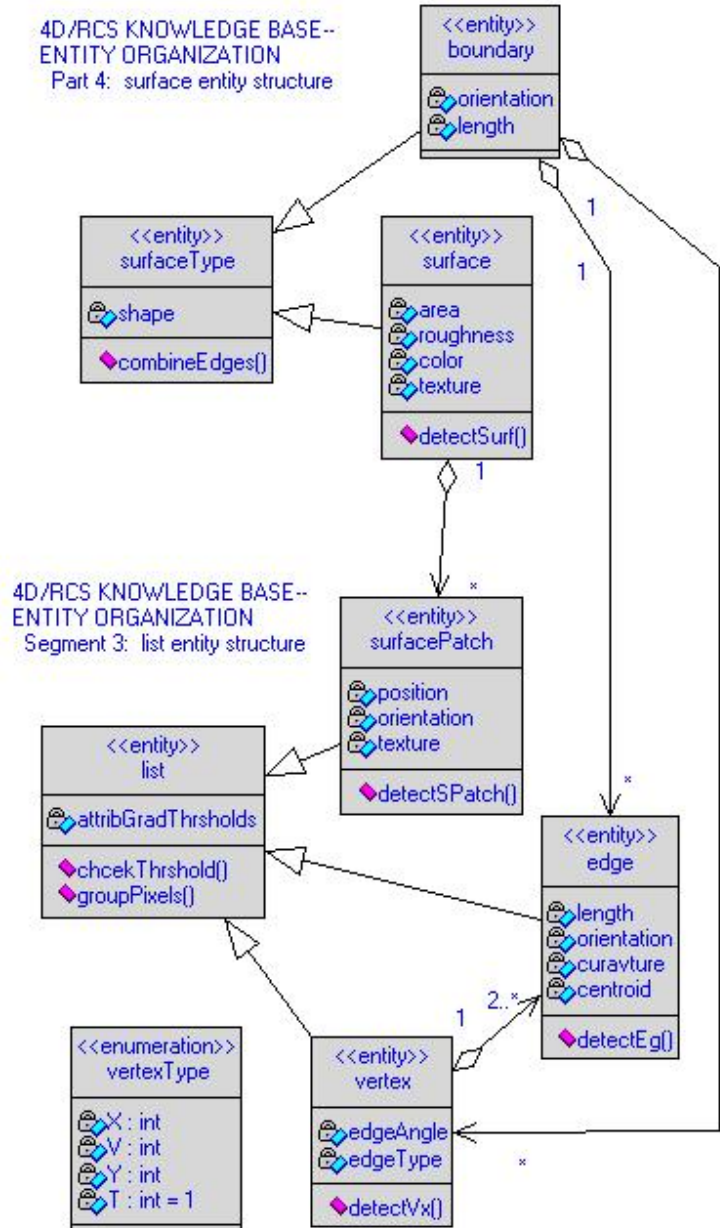 4D/RCS KNOWLEDGE BASE--
ENTITY ORGANIZATION
Part 4: surface entity structure
<<entity>>
boundary
orientation
length
1
1
<<entity>>
surfaceType
shape
combineEdges()
<<entity>>
surface
area
roughness
color
texture
detectSurf()
1
*
4D/RCS KNOWLEDGE BASE--
ENTITY ORGANIZATION
Segment 3: list entity structure
<<entity>>
surfacePatch
position
orientation
texture
detectSPatch()
<<entity>>
list
attribGradThrsholds
chcekThrshold()
groupPixels()
*
<<entity>>
edge
length
orientation
curavture
centroid
detectEg()
2..*
1
<<enumeration>>
vertexType
X : int
V : int
Y : int
T : int = 1
<<entity>>
vertex
edgeAngle
edgeType
detectVx()
*